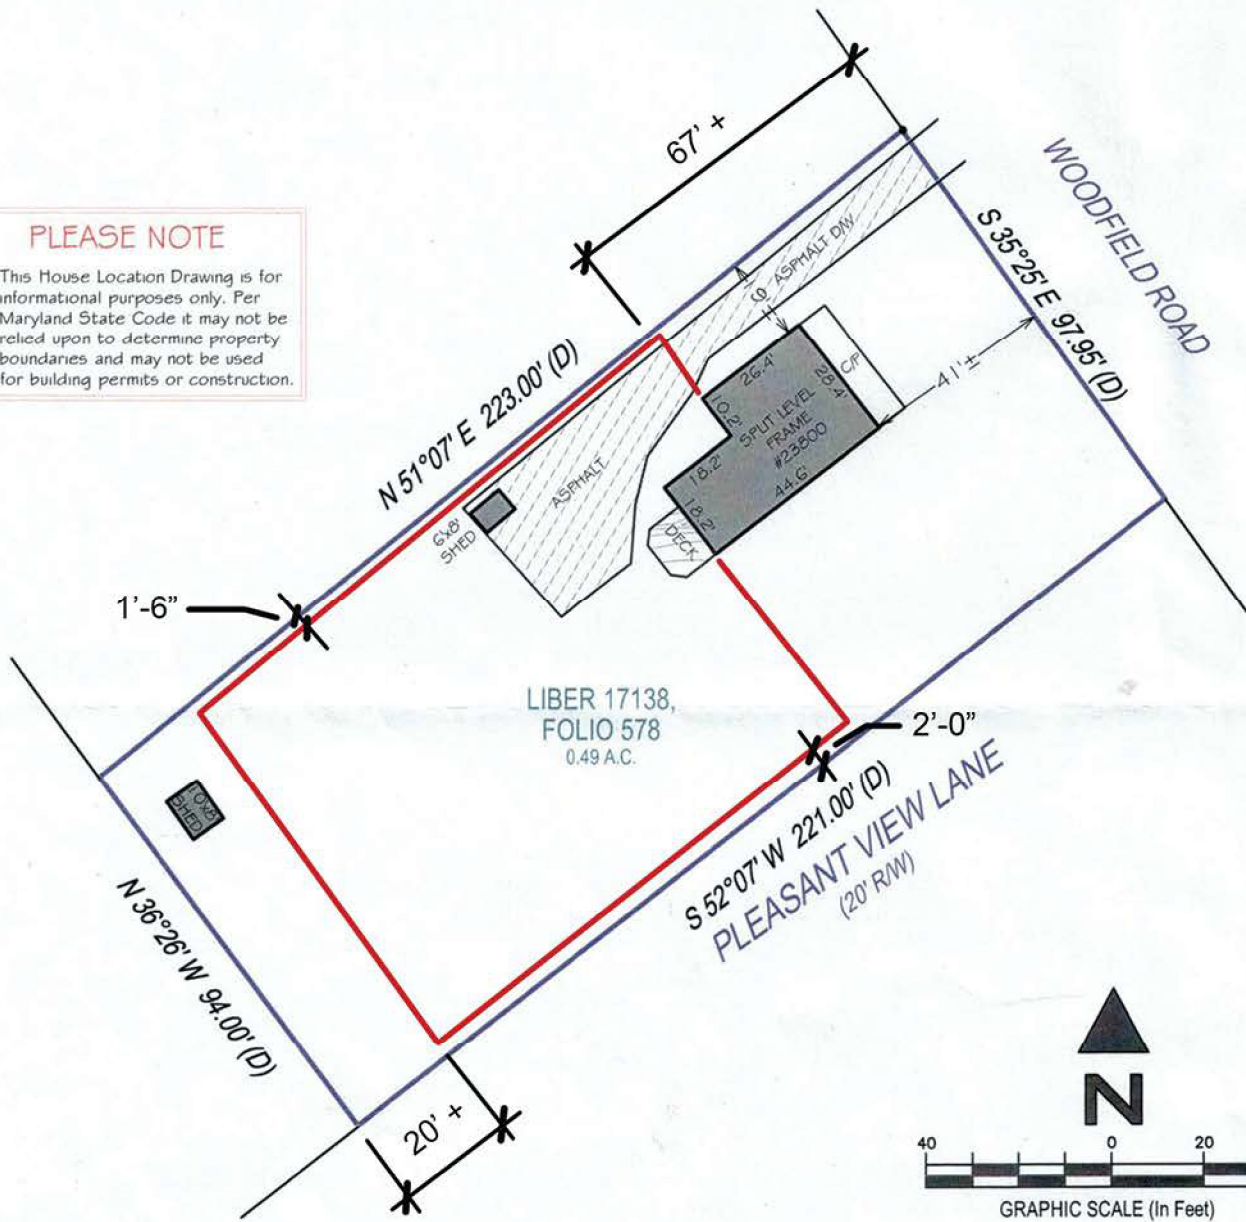 67' +
WOODFIELD ROAD
PLEASE NOTE
This House Location Drawing is for
informational purposes only. Per
Maryland State Code it may not be
relied upon to determine property
boundaries and may not be used
for building permits or construction.
S 35°25' E 97.95' (D)
ASPHALT D/W
N 51°07' E 223.00' (D)
26.4'
28.4'
C/P
41'±
10.2'
SPLIT LEVEL
FRAME
#23800
18.2'
44.6'
18.2'
DECK
ASPHALT
6'x8'
SHED
1'-6"
LIBER 17138,
FOLIO 578
0.49 A.C.
2'-0"
S 52°07' W 221.00' (D)
PLEASANT VIEW LANE
(20' R/W)
10'x8'
SHED
N 36°26' W 94.00' (D)
20' +
N
40 0 20
GRAPHIC SCALE (In Feet)